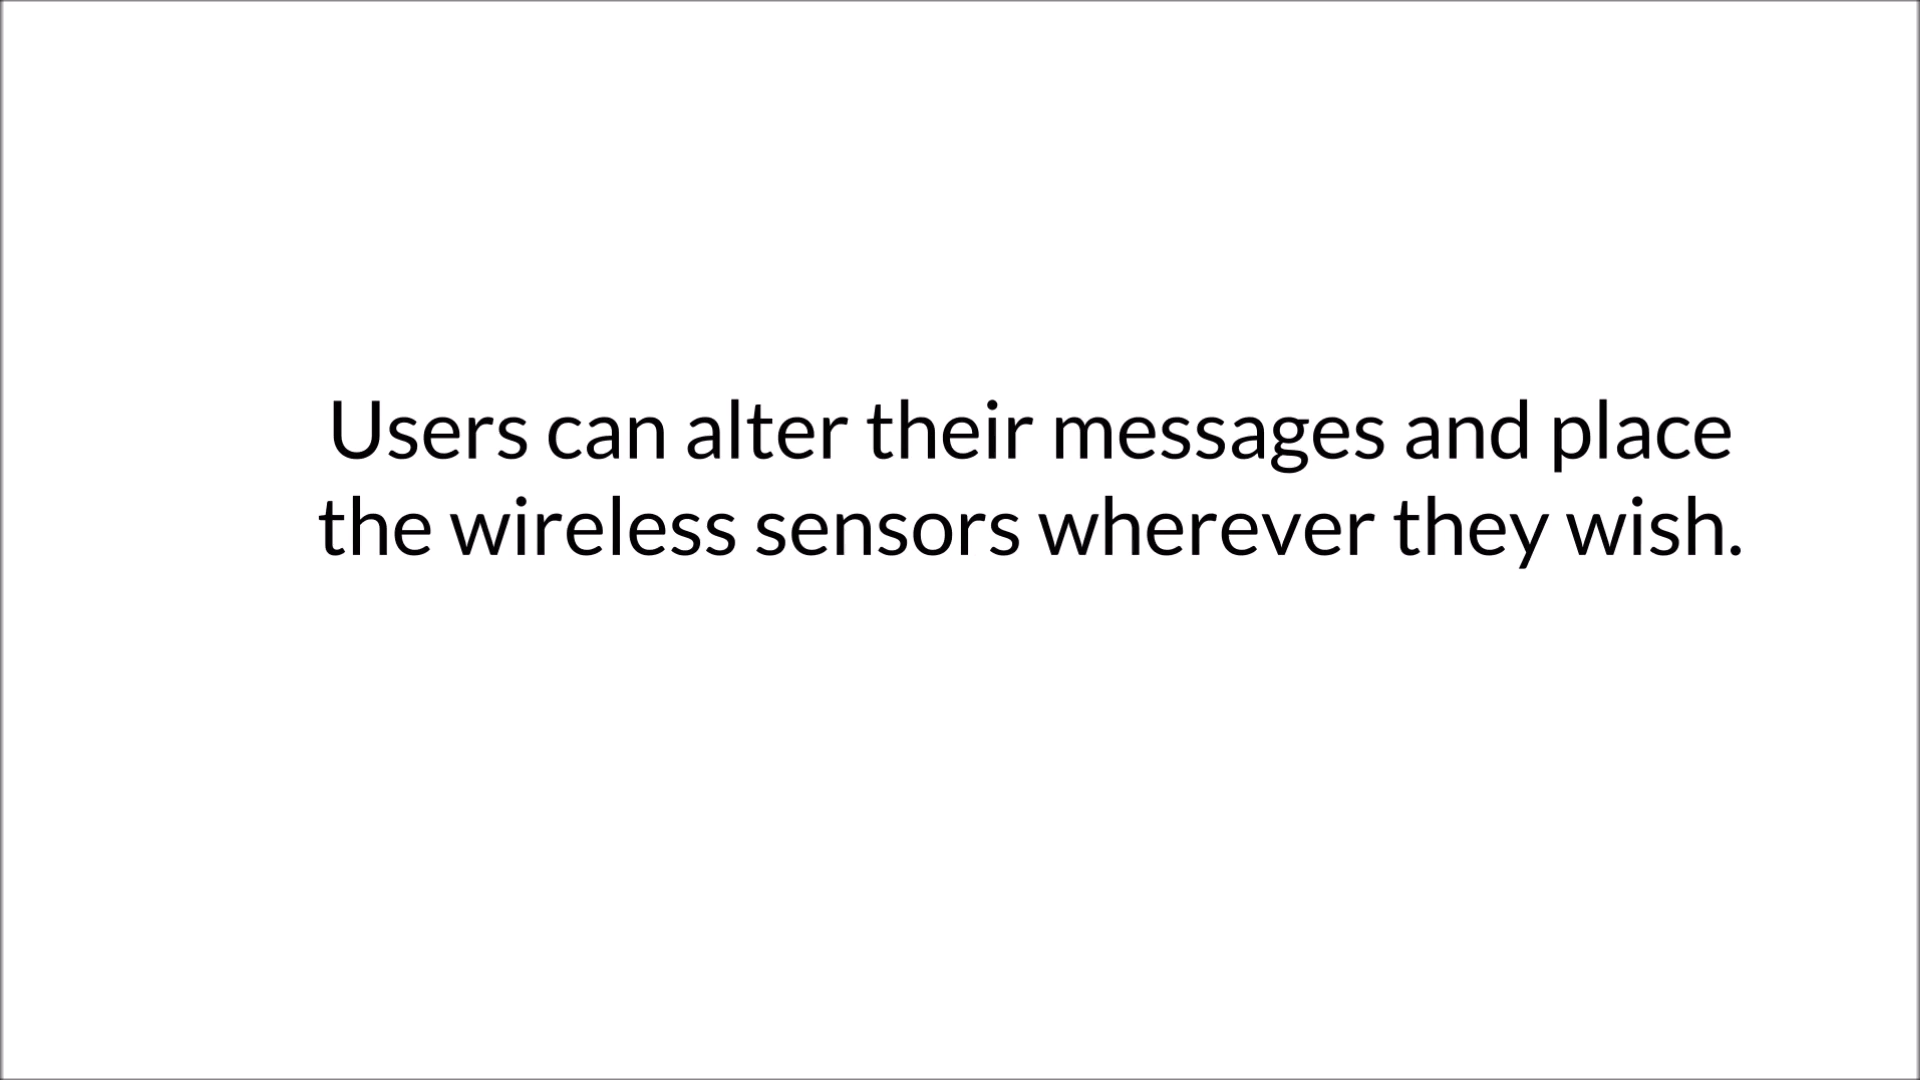 Users can alter their messages and place
the wireless sensors wherever they wish.